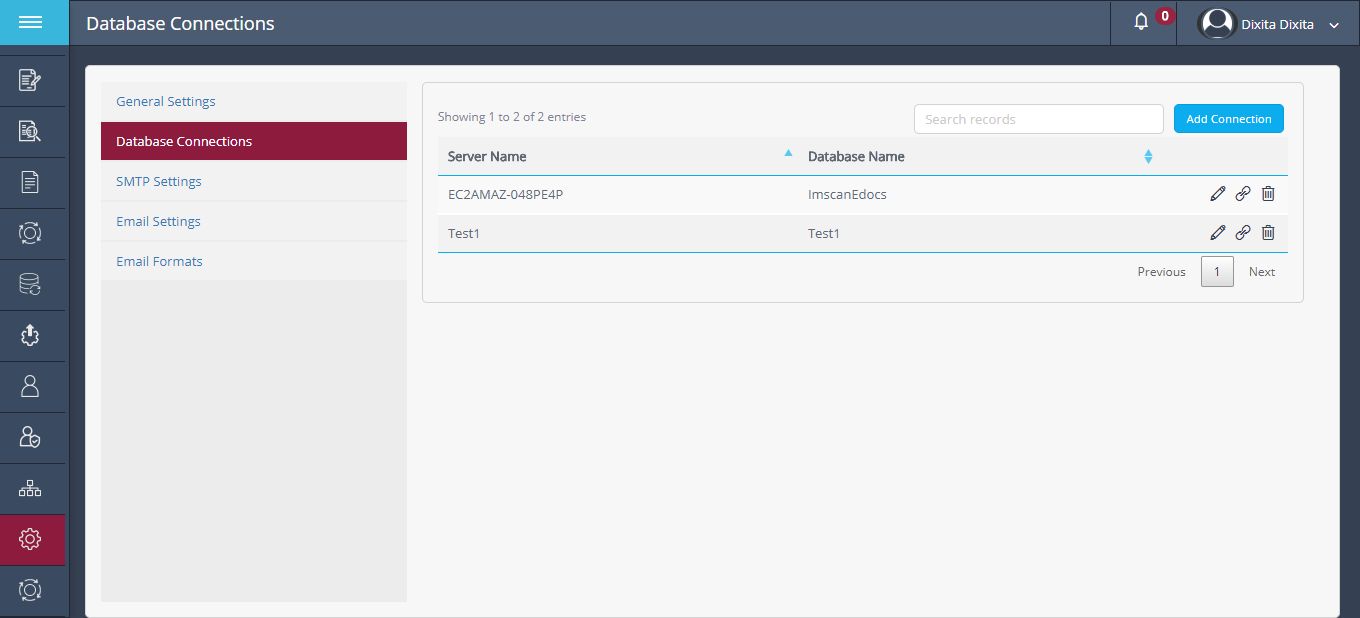 Database Connections
0
Dixita Dixita
General Settings
Database Connections
SMTP Settings
Email Settings
Email Formats
Showing 1 to 2 of 2 entries
Search records
Add Connection
Server Name Database Name
EC2AMAZ-048PE4P ImscanEdocs
Test1 Test1
Previous 1 Next